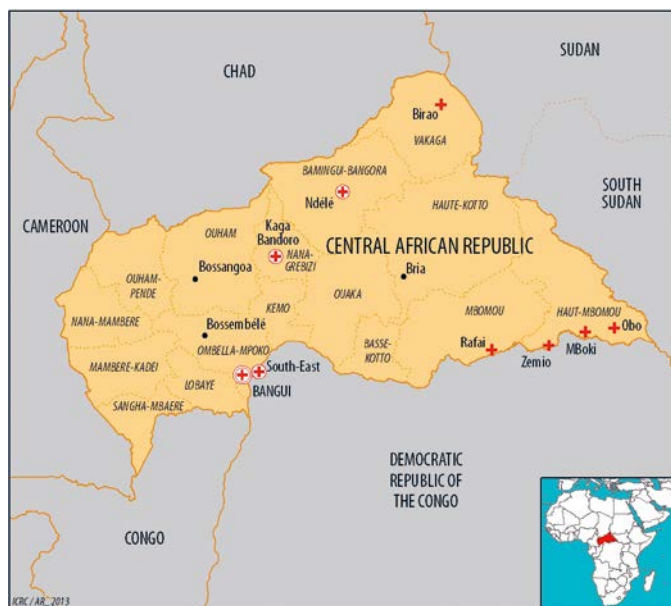 SUDAN
CHAD
Birao
VAKAGA
BAMINGUI-BANGORA
Ndélé
SOUTH
SUDAN
HAUTE-KOTTO
CAMEROON
OUHAM
Kaga
Bandoro
NANA-
GREBIZI
CENTRAL AFRICAN REPUBLIC
Bossangoa
Bria
OUHAM-
PENDE
OUAKA
KEMO
MBOMOU
HAUT-MBOMOU
NANA-MAMBERE
Bossembélé
Obo
MBoki
Zemio
Rafai
BASSE-
KOTTO
OMBELLA-MPOKO
MAMBERE-KADEI
South-East
LOBAYE
BANGUI
SANGHA-MBAERE
DEMOCRATIC
REPUBLIC OF
THE CONGO
CONGO
ICRC / AR_2013